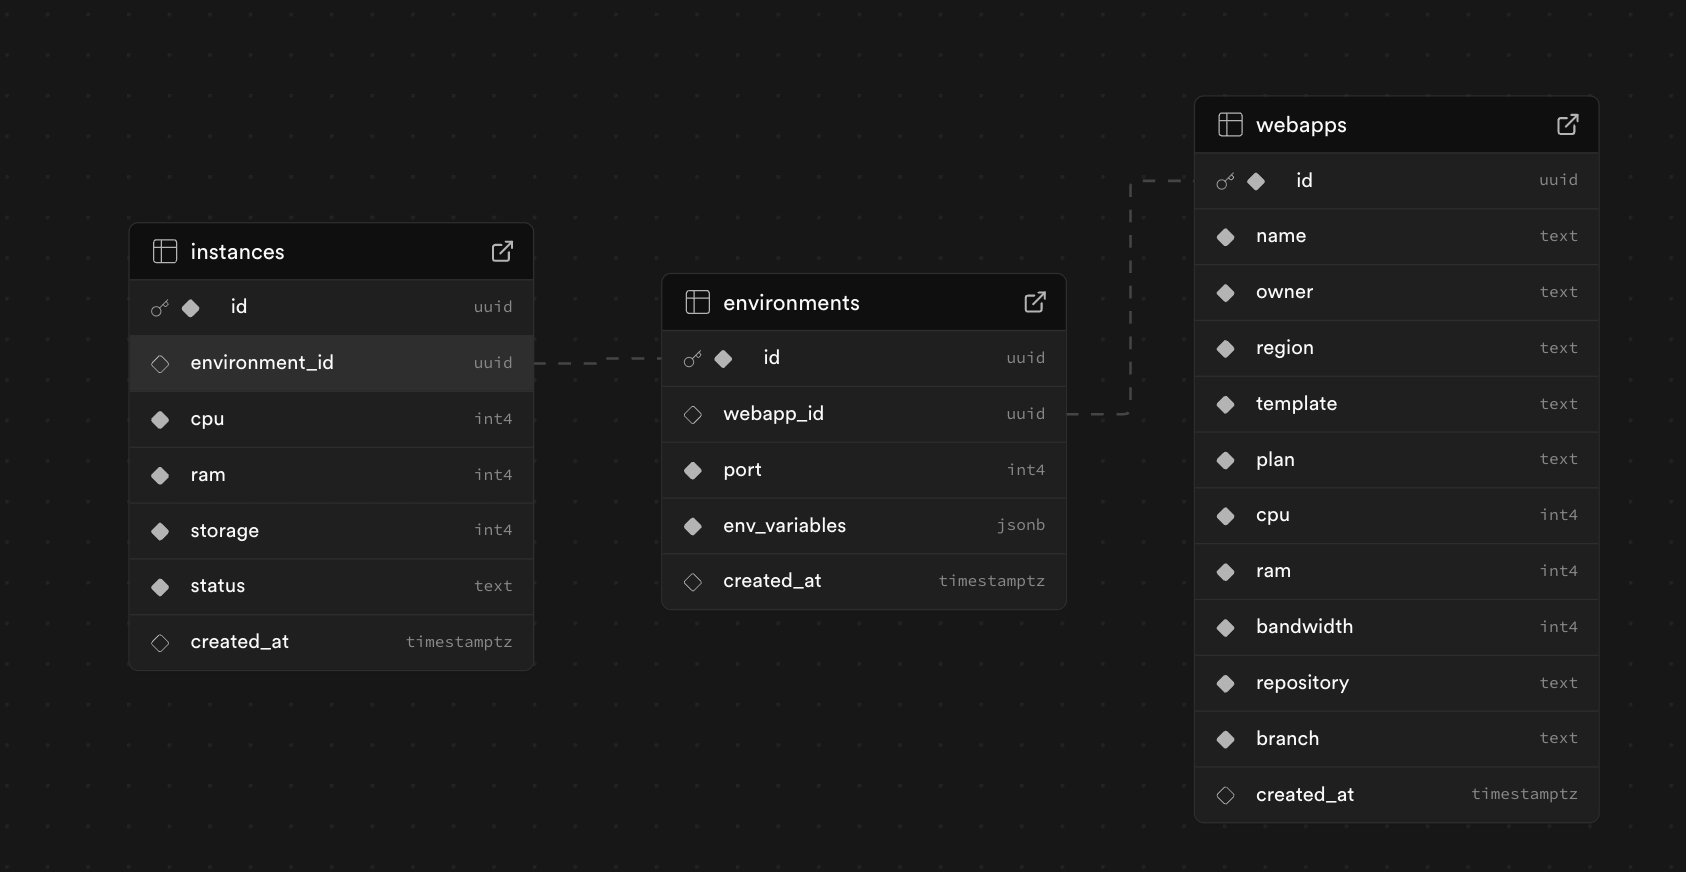 instances
id uuid
environment_id uuid
cpu int4
ram int4
storage int4
status text
created_at timestamptz
environments
id uuid
webapp_id uuid
port int4
env_variables jsonb
created_at timestamptz
webapps
id uuid
name text
owner text
region text
template text
plan text
cpu int4
ram int4
bandwidth int4
repository text
branch text
created_at timestamptz